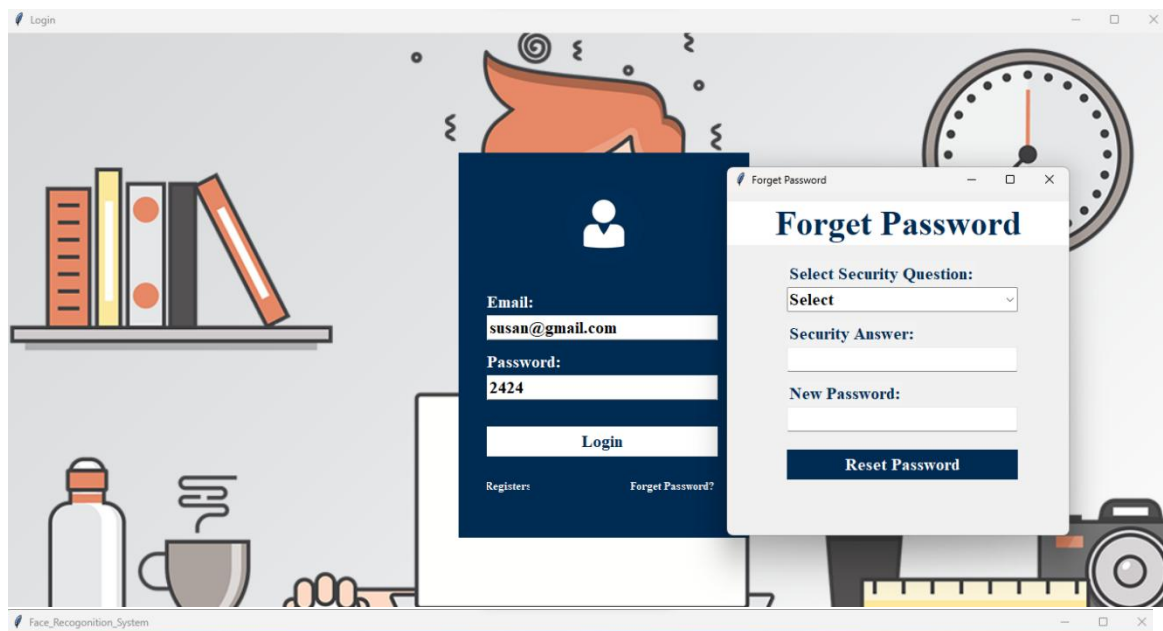 Login
Forget Password
Forget Password
Select Security Question:
Select
Security Answer:
New Password:
Reset Password
Email:
susan@gmail.com
Password:
2424
Login
Register
Forget Password?
Face_Recogonition_System